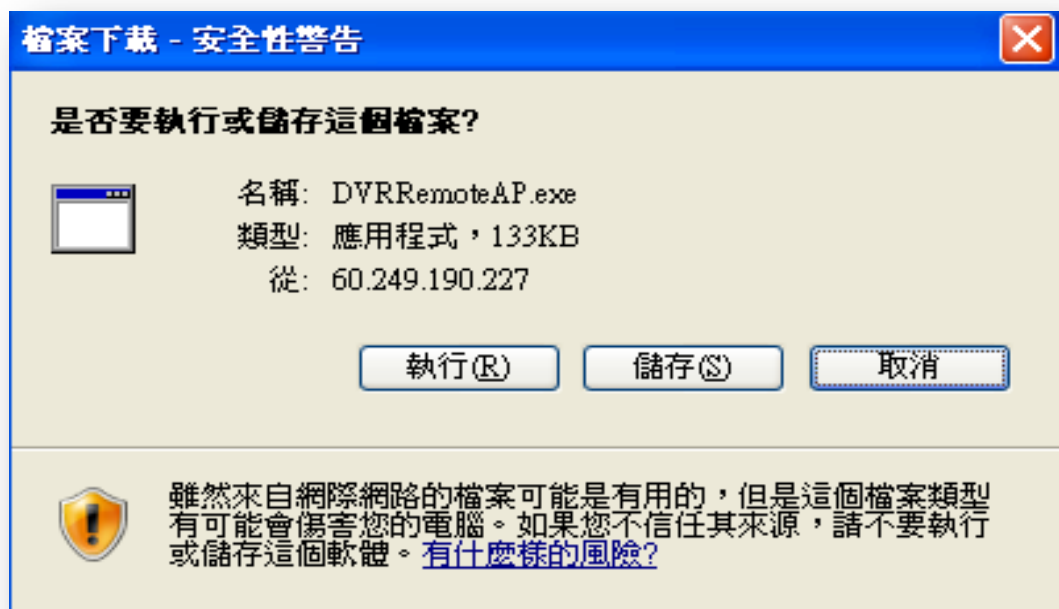 檔案下載 - 安全性警告
是否要執行或儲存這個檔案?
名稱: DVRRemoteAP.exe
類型: 應用程式，133KB
從: 60.249.190.227
執行(R) 儲存(S) 取消
雖然來自網際網路的檔案可能是有用的，但是這個檔案類型
有可能會傷害您的電腦。如果您不信任其來源，請不要執行
或儲存這個軟體。有什麼樣的風險?